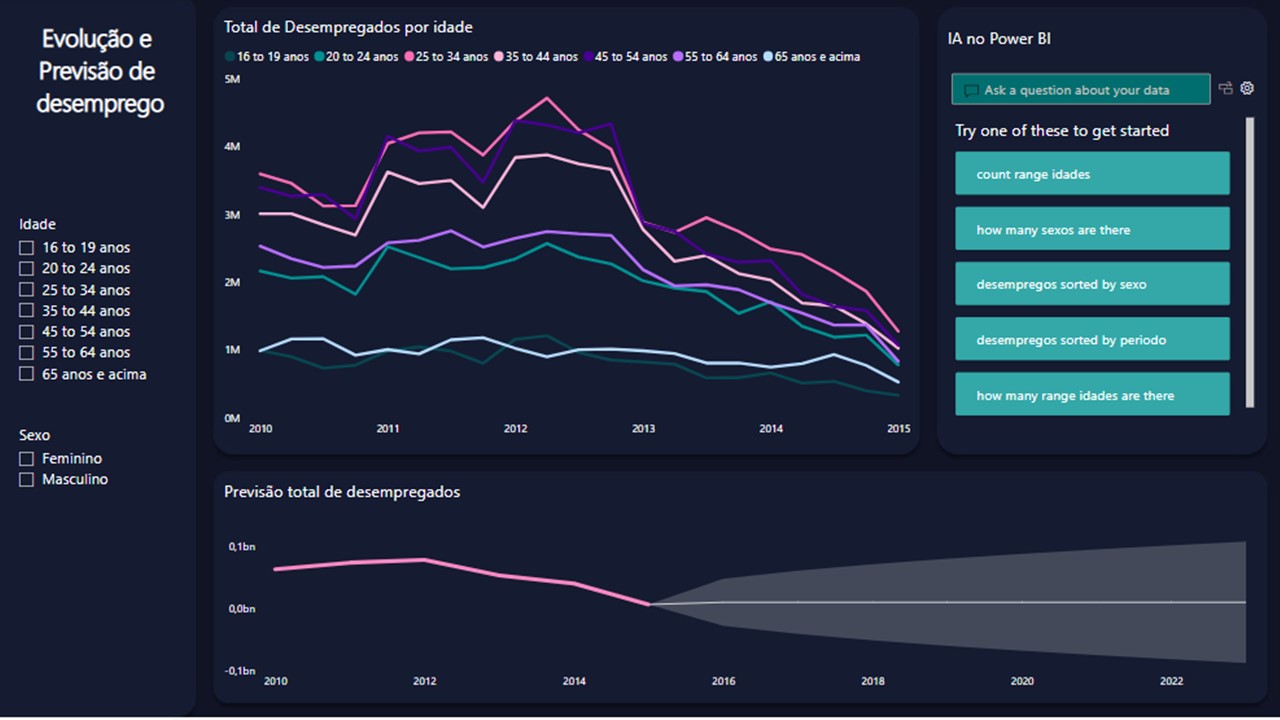 Evolução e
Previsão de
desemprego
Idade
16 to 19 anos
20 to 24 anos
25 to 34 anos
35 to 44 anos
45 to 54 anos
55 to 64 anos
65 anos e acima
Sexo
Feminino
Masculino
Total de Desempregados por idade
16 to 19 anos 20 to 24 anos 25 to 34 anos 35 to 44 anos 45 to 54 anos 55 to 64 anos 65 anos e acima
5M
4M
3M
2M
1M
0M
2010 2011 2012 2013 2014 2015
IA no Power BI
Ask a question about your data
Try one of these to get started
count range idades
how many sexos are there
desempregos sorted by sexo
desempregos sorted by periodo
how many range idades are there
Previsão total de desempregados
0,1bn
0,0bn
-0,1bn
2010 2012 2014 2016 2018 2020 2022